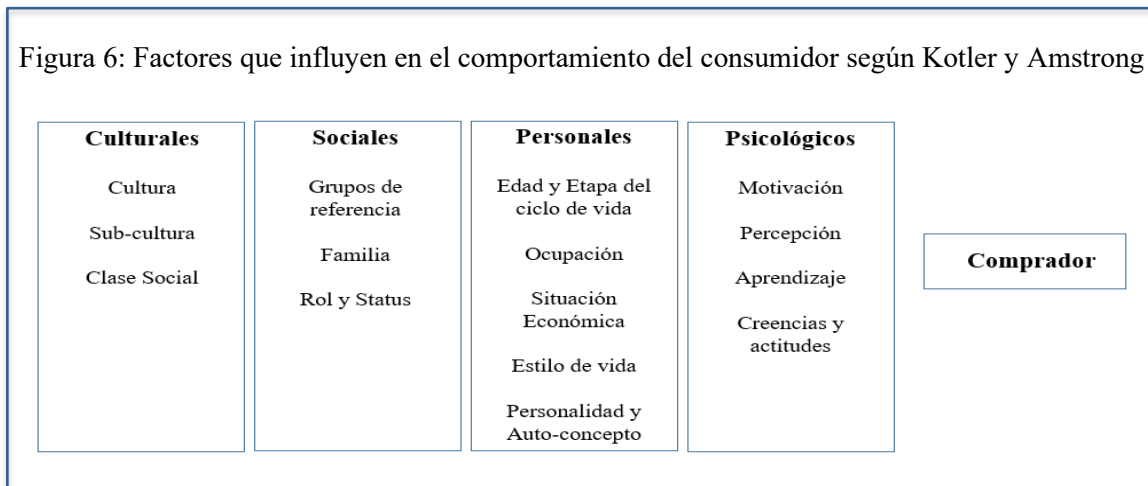 Figura 6: Factores que influyen en el comportamiento del consumidor según Kotler y Amstrong
Culturales
Cultura
Sub-cultura
Clase Social
Sociales
Grupos de
referencia
Familia
Rol y Status
Personales
Edad y Etapa del
ciclo de vida
Ocupación
Situación
Económica
Estilo de vida
Personalidad y
Auto-concepto
Psicológicos
Motivación
Percepción
Aprendizaje
Creencias y
actitudes
Comprador